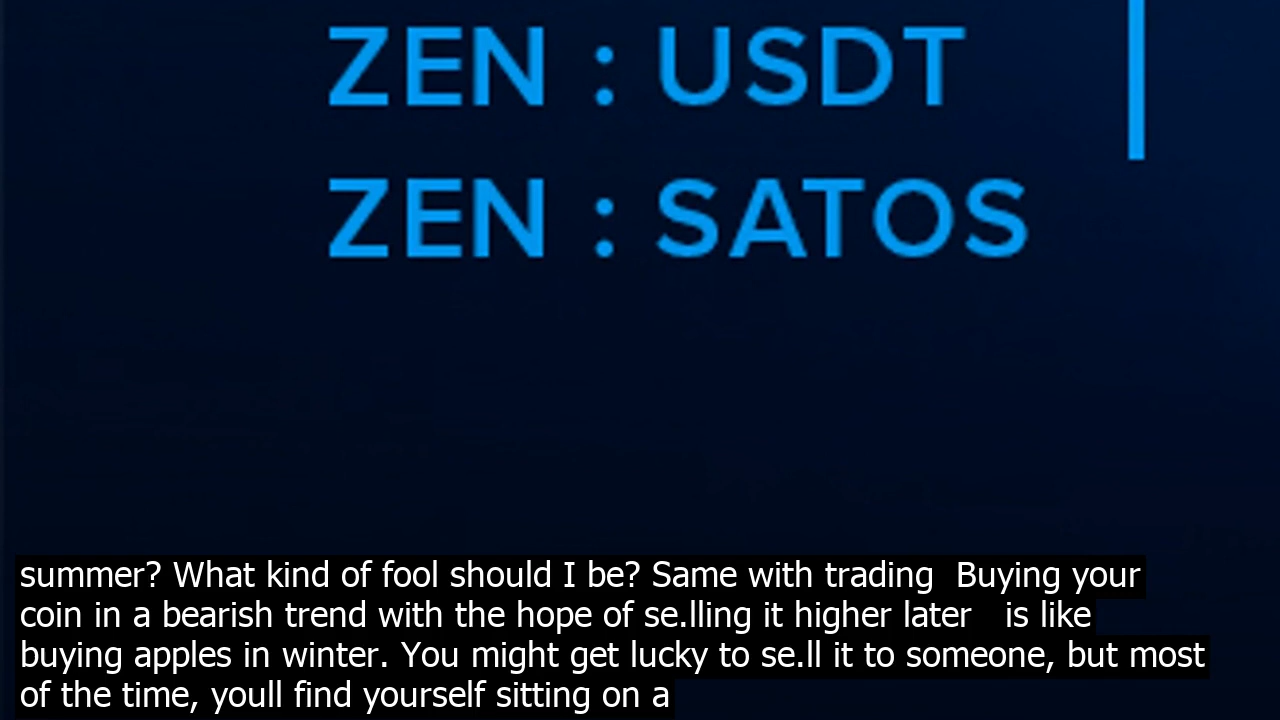 ZEN : USDT
ZEN : SATOS
summer? What kind of fool should I be? Same with trading  Buying your
coin in a bearish trend with the hope of se.lling it higher later   is like
buying apples in winter. You might get lucky to se.ll it to someone, but most
of the time, youll find yourself sitting on a